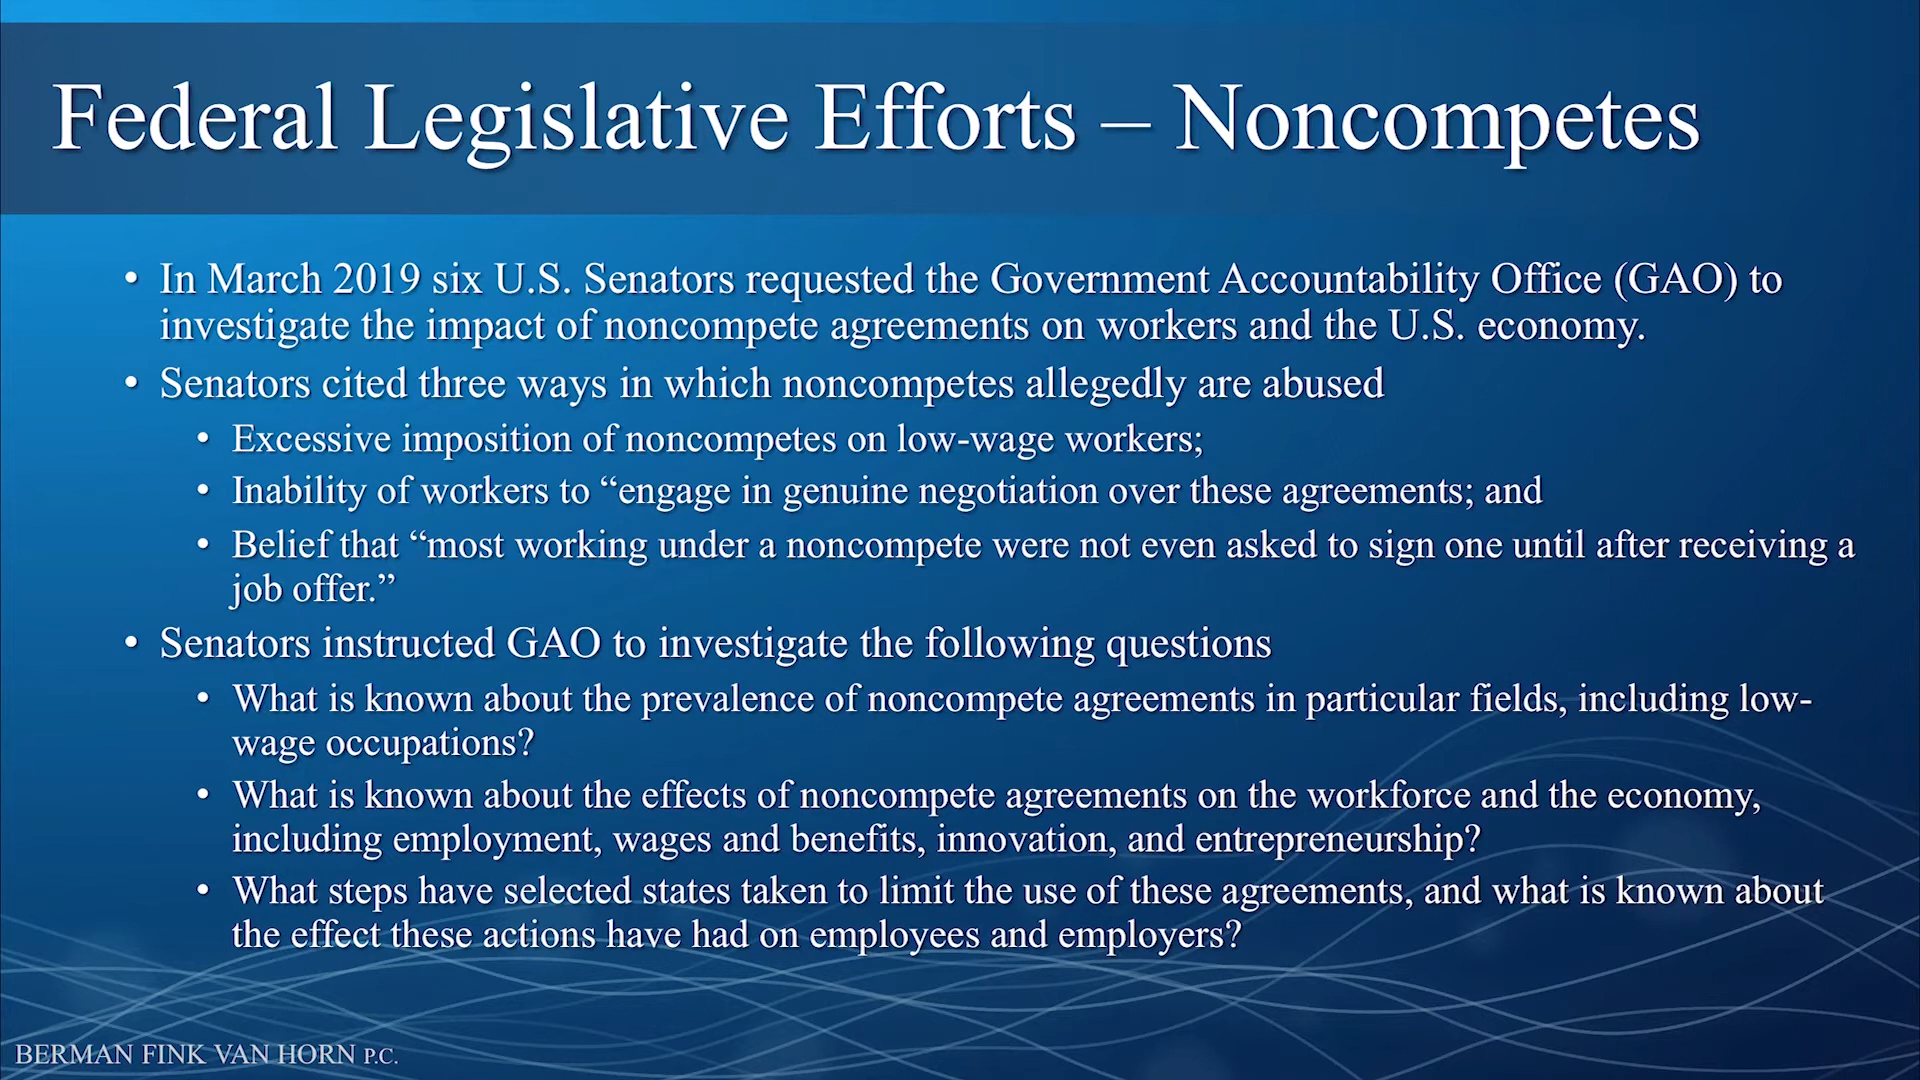 Federal Legislative Efforts – Noncompetes
• In March 2019 six U.S. Senators requested the Government Accountability Office (GAO) to
investigate the impact of noncompete agreements on workers and the U.S. economy.
• Senators cited three ways in which noncompetes allegedly are abused
• Excessive imposition of noncompetes on low-wage workers;
• Inability of workers to “engage in genuine negotiation over these agreements; and
• Belief that “most working under a noncompete were not even asked to sign one until after receiving a
job offer.”
• Senators instructed GAO to investigate the following questions
• What is known about the prevalence of noncompete agreements in particular fields, including low-
wage occupations?
• What is known about the effects of noncompete agreements on the workforce and the economy,
including employment, wages and benefits, innovation, and entrepreneurship?
• What steps have selected states taken to limit the use of these agreements, and what is known about
the effect these actions have had on employees and employers?
BERMAN FINK VAN HORN P.C.